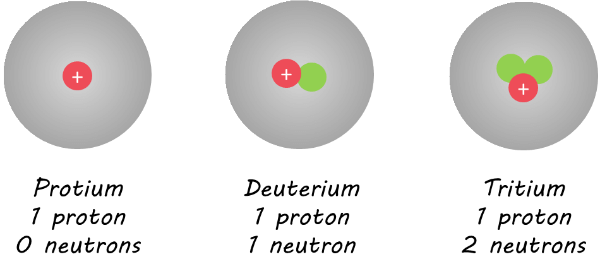 +
Protium
1 proton
0 neutrons
+
Deuterium
1 proton
1 neutron
+
Tritium
1 proton
2 neutrons